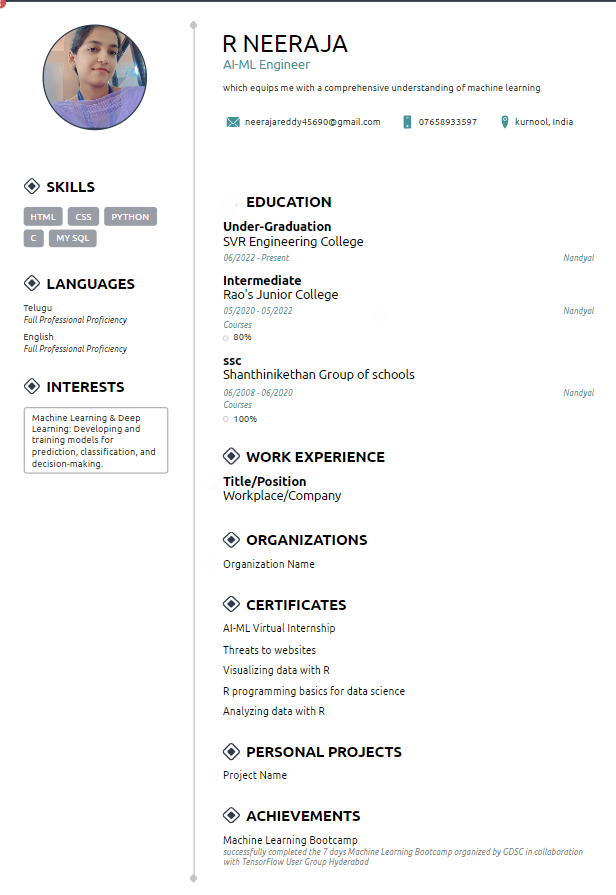 R NEERAJA
AI-ML Engineer
which equips me with a comprehensive understanding of machine learning
neerajareddy45690@gmail.com
07658933597
kurnool, India
SKILLS
HTML CSS PYTHON
C MY SQL
LANGUAGES
Telugu
Full Professional Proficiency
English
Full Professional Proficiency
INTERESTS
Machine Learning & Deep
Learning: Developing and
training models for
prediction, classification, and
decision-making.
EDUCATION
Under-Graduation
SVR Engineering College
06/2022 - Present Nandyal
Intermediate
Rao's Junior College
05/2020 - 05/2022 Nandyal
Courses
80%
ssc
Shanthinikethan Group of schools
06/2008 - 06/2020 Nandyal
Courses
100%
WORK EXPERIENCE
Title/Position
Workplace/Company
ORGANIZATIONS
Organization Name
CERTIFICATES
AI-ML Virtual Internship
Threats to websites
Visualizing data with R
R programming basics for data science
Analyzing data with R
PERSONAL PROJECTS
Project Name
ACHIEVEMENTS
Machine Learning Bootcamp
successfully completed the 7 days Machine Learning Bootcamp organized by GDSC in collaboration
with TensorFlow User Group Hyderabad